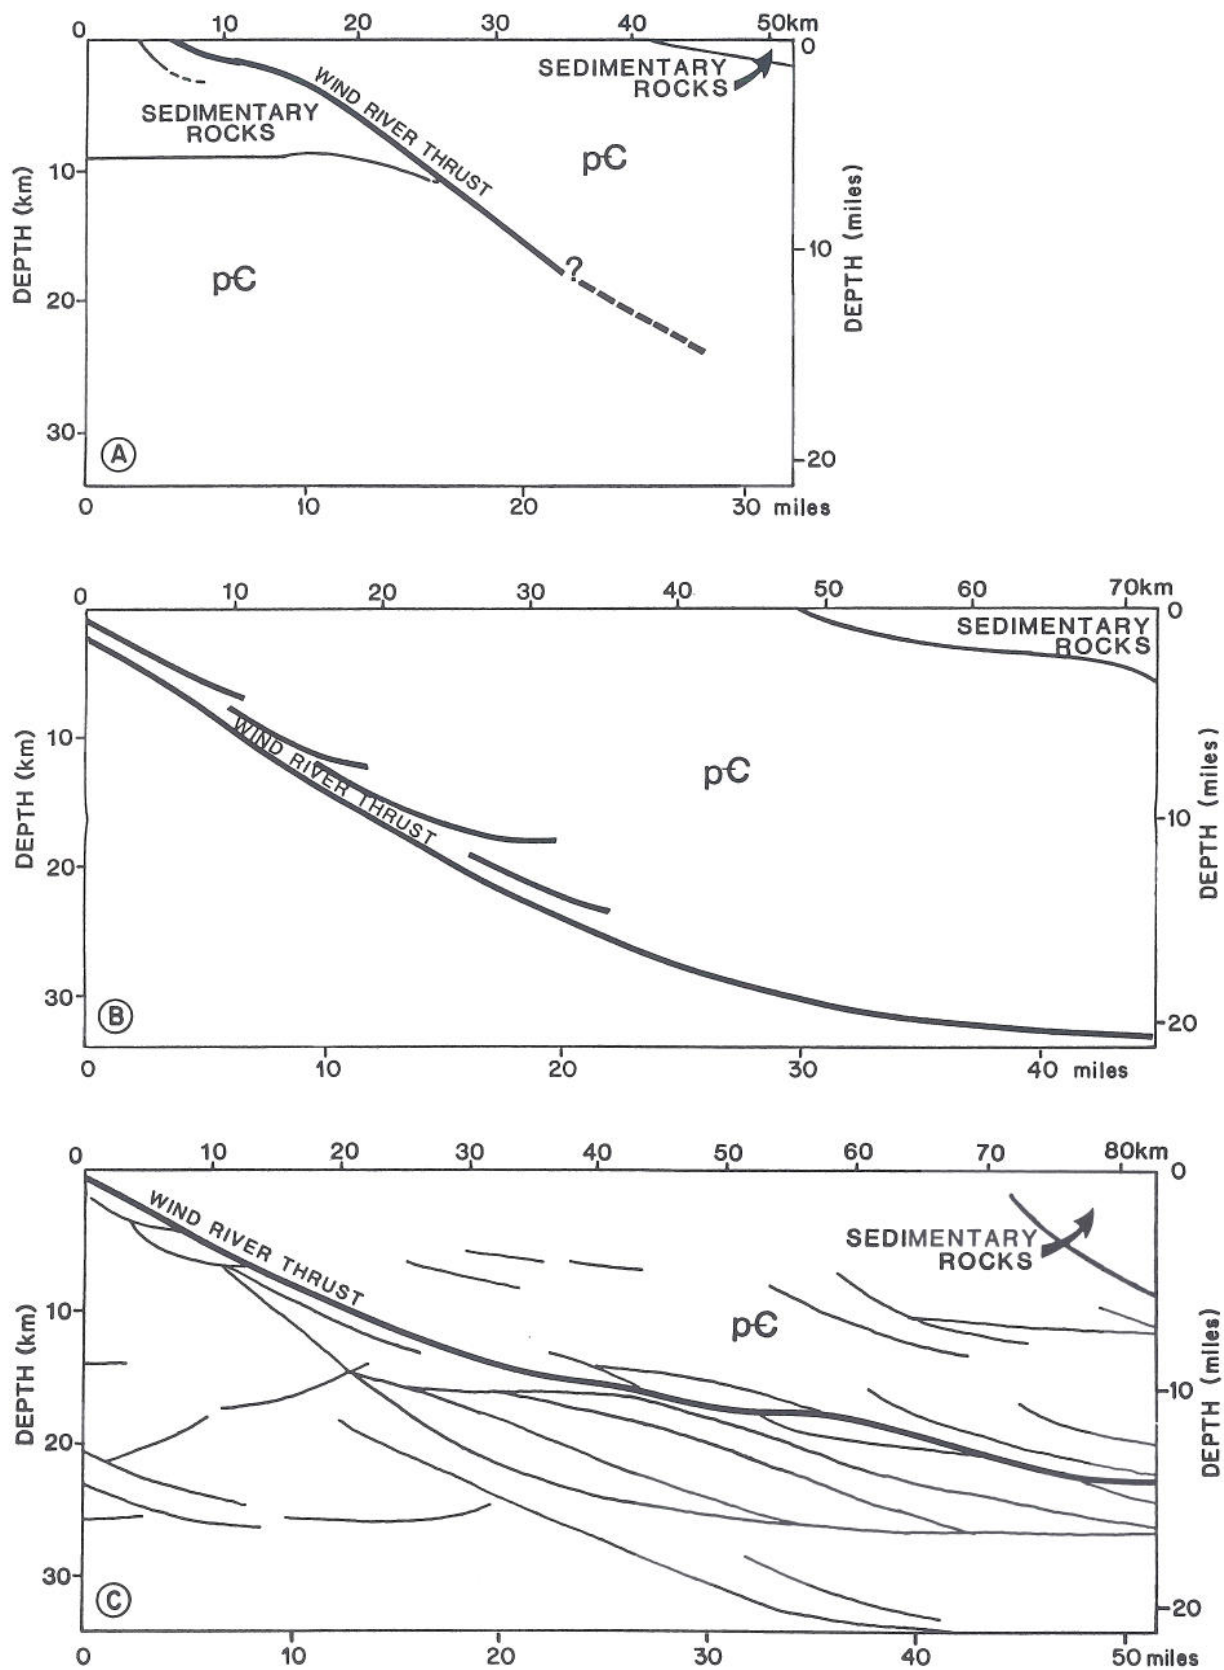 0 10 20 30 40 50km
0
SEDIMENTARY
ROCKS
WIND RIVER THRUST
SEDIMENTARY
ROCKS
pЄ
10
DEPTH (km)
DEPTH (miles)
10
pЄ
?
20
30
A
20
0 10 20 30 miles
0 10 20 30 40 50 60 70km
0
SEDIMENTARY
ROCKS
WIND RIVER THRUST
10
pЄ
DEPTH (km)
DEPTH (miles)
10
20
30
B
20
0 10 20 30 40 miles
0 10 20 30 40 50 60 70 80km
0
WIND RIVER THRUST
SEDIMENTARY
ROCKS
10
pЄ
DEPTH (km)
DEPTH (miles)
10
20
30
C
20
0 10 20 30 40 50 miles